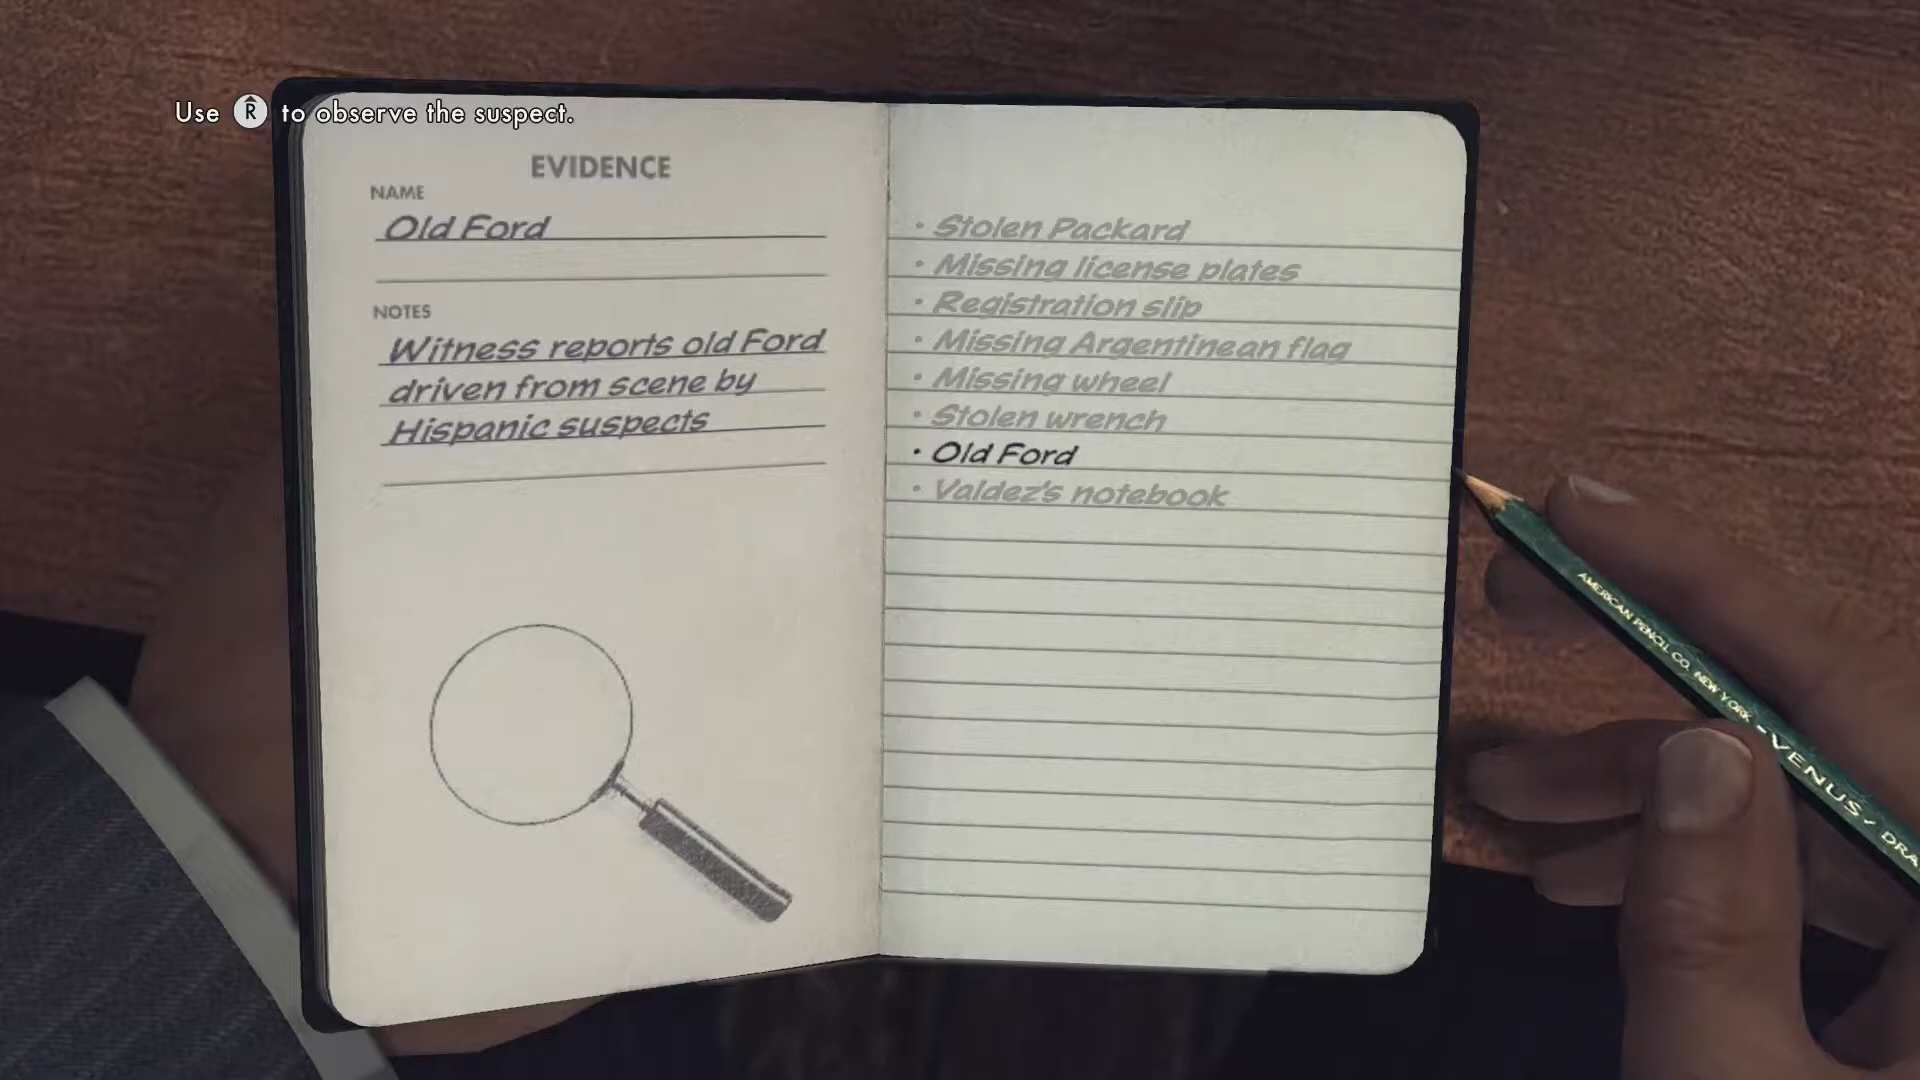 Use R to observe the suspect.
EVIDENCE
NAME
Old Ford
NOTES
Witness reports old Ford
driven from scene by
Hispanic suspects
• Stolen Packard
• Missing license plates
• Registration slip
• Missing Argentinean flag
• Missing wheel
• Stolen wrench
• Old Ford
• Valdez's notebook
AMERICAN PENCIL CO. NEW YORK - VENUS / DRA